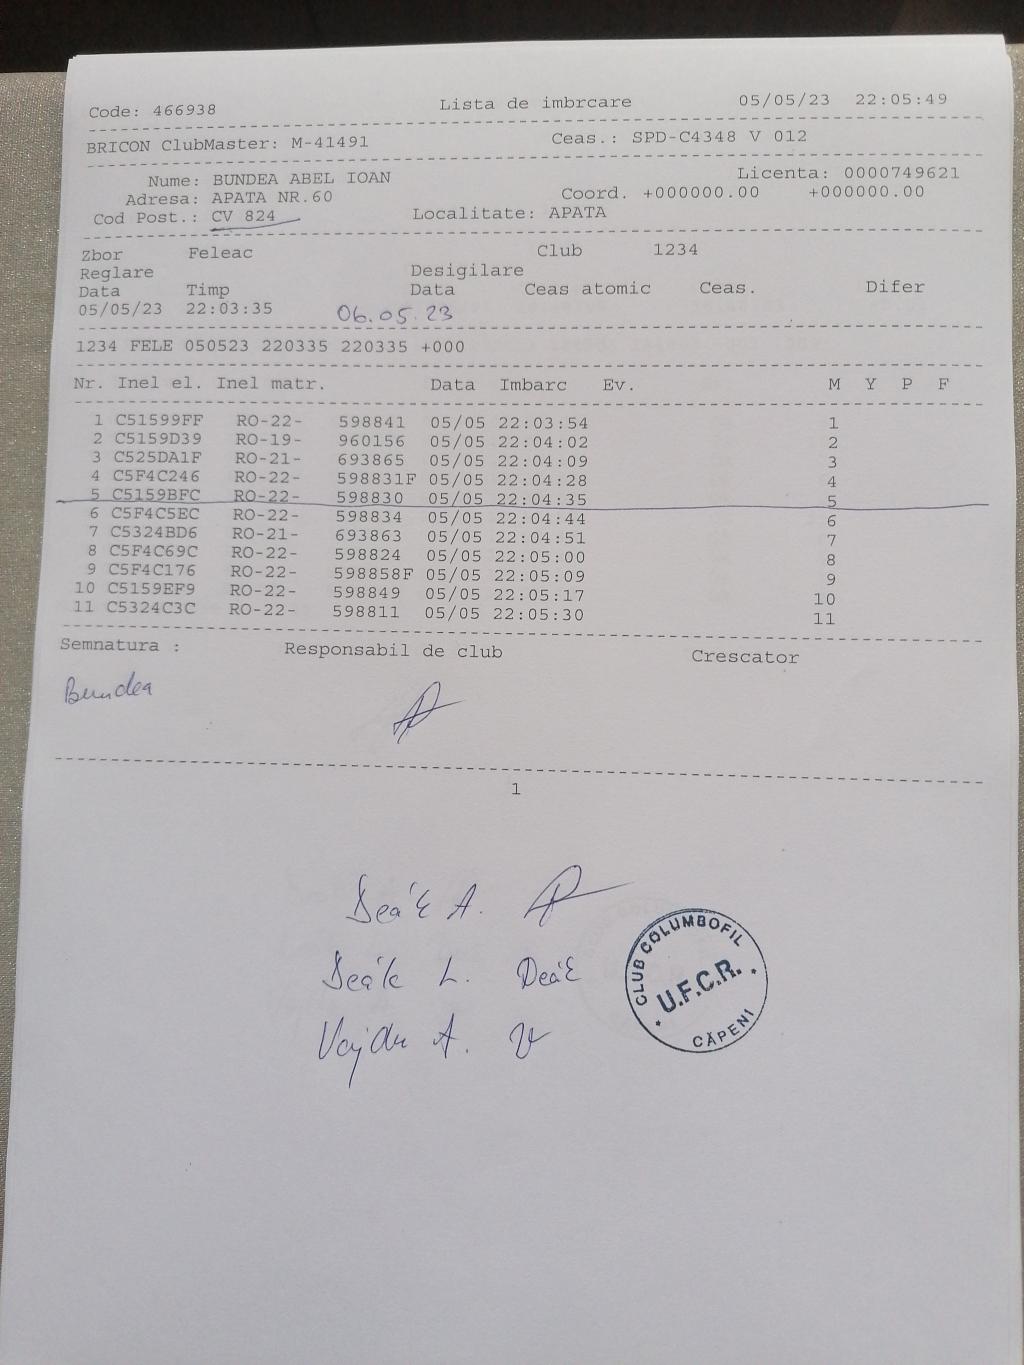 Code: 466938 Lista de imbrcare 05/05/23 22:05:49
BRICON ClubMaster: M-41491 Ceas.: SPD-C4348 V 012
Nume: BUNDEA ABEL IOAN Licenta: 0000749621
Adresa: APATA NR.60 Coord. +000000.00 +000000.00
Cod Post.: CV 824 Localitate: APATA
Zbor Feleac Club 1234
Reglare Desigilare
Data Timp Data Ceas atomic Ceas. Difer
05/05/23 22:03:35 06.05.23
1234 FELE 050523 220335 220335 +000
Nr. Inel el. Inel matr. Data Imbarc Ev. M Y P F
1 C51599FF RO-22- 598841 05/05 22:03:54 1
2 C5159D39 RO-19- 960156 05/05 22:04:02 2
3 C525DA1F RO-21- 693865 05/05 22:04:09 3
4 C5F4C246 RO-22- 598831F 05/05 22:04:28 4
5 C5159BFC RO-22- 598830 05/05 22:04:35 5
6 C5F4C5EC RO-22- 598834 05/05 22:04:44 6
7 C5324BD6 RO-21- 693863 05/05 22:04:51 7
8 C5F4C69C RO-22- 598824 05/05 22:05:00 8
9 C5F4C176 RO-22- 598858F 05/05 22:05:09 9
10 C5159EF9 RO-22- 598849 05/05 22:05:17 10
11 C5324C3C RO-22- 598811 05/05 22:05:30 11
Semnatura : Responsabil de club Crescator
Bundea
1
Deák A.
Deák L. Deák
Vajda A.
CLUB COLUMBOFIL
U.F.C.R.
CĂPENI